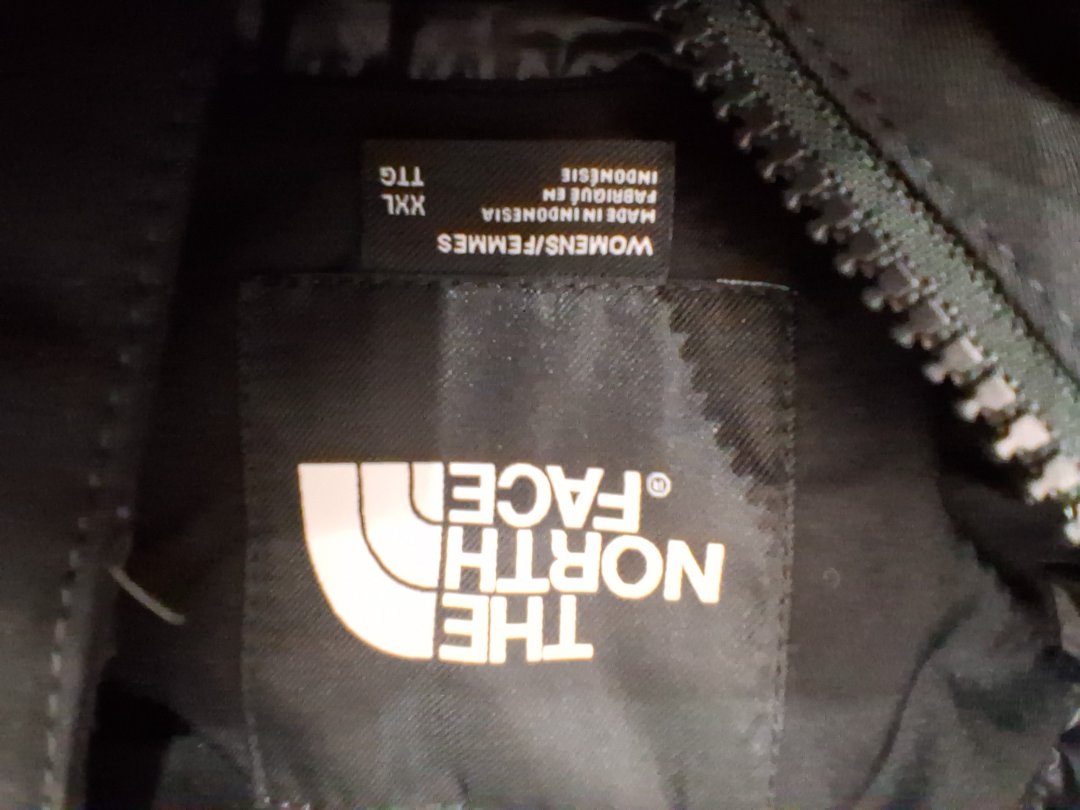 THE
NORTH
FACE®
WOMENS/FEMMES
MADE IN INDONESIA
FABRIQUÉ EN
INDONÉSIE
XXL
TTG